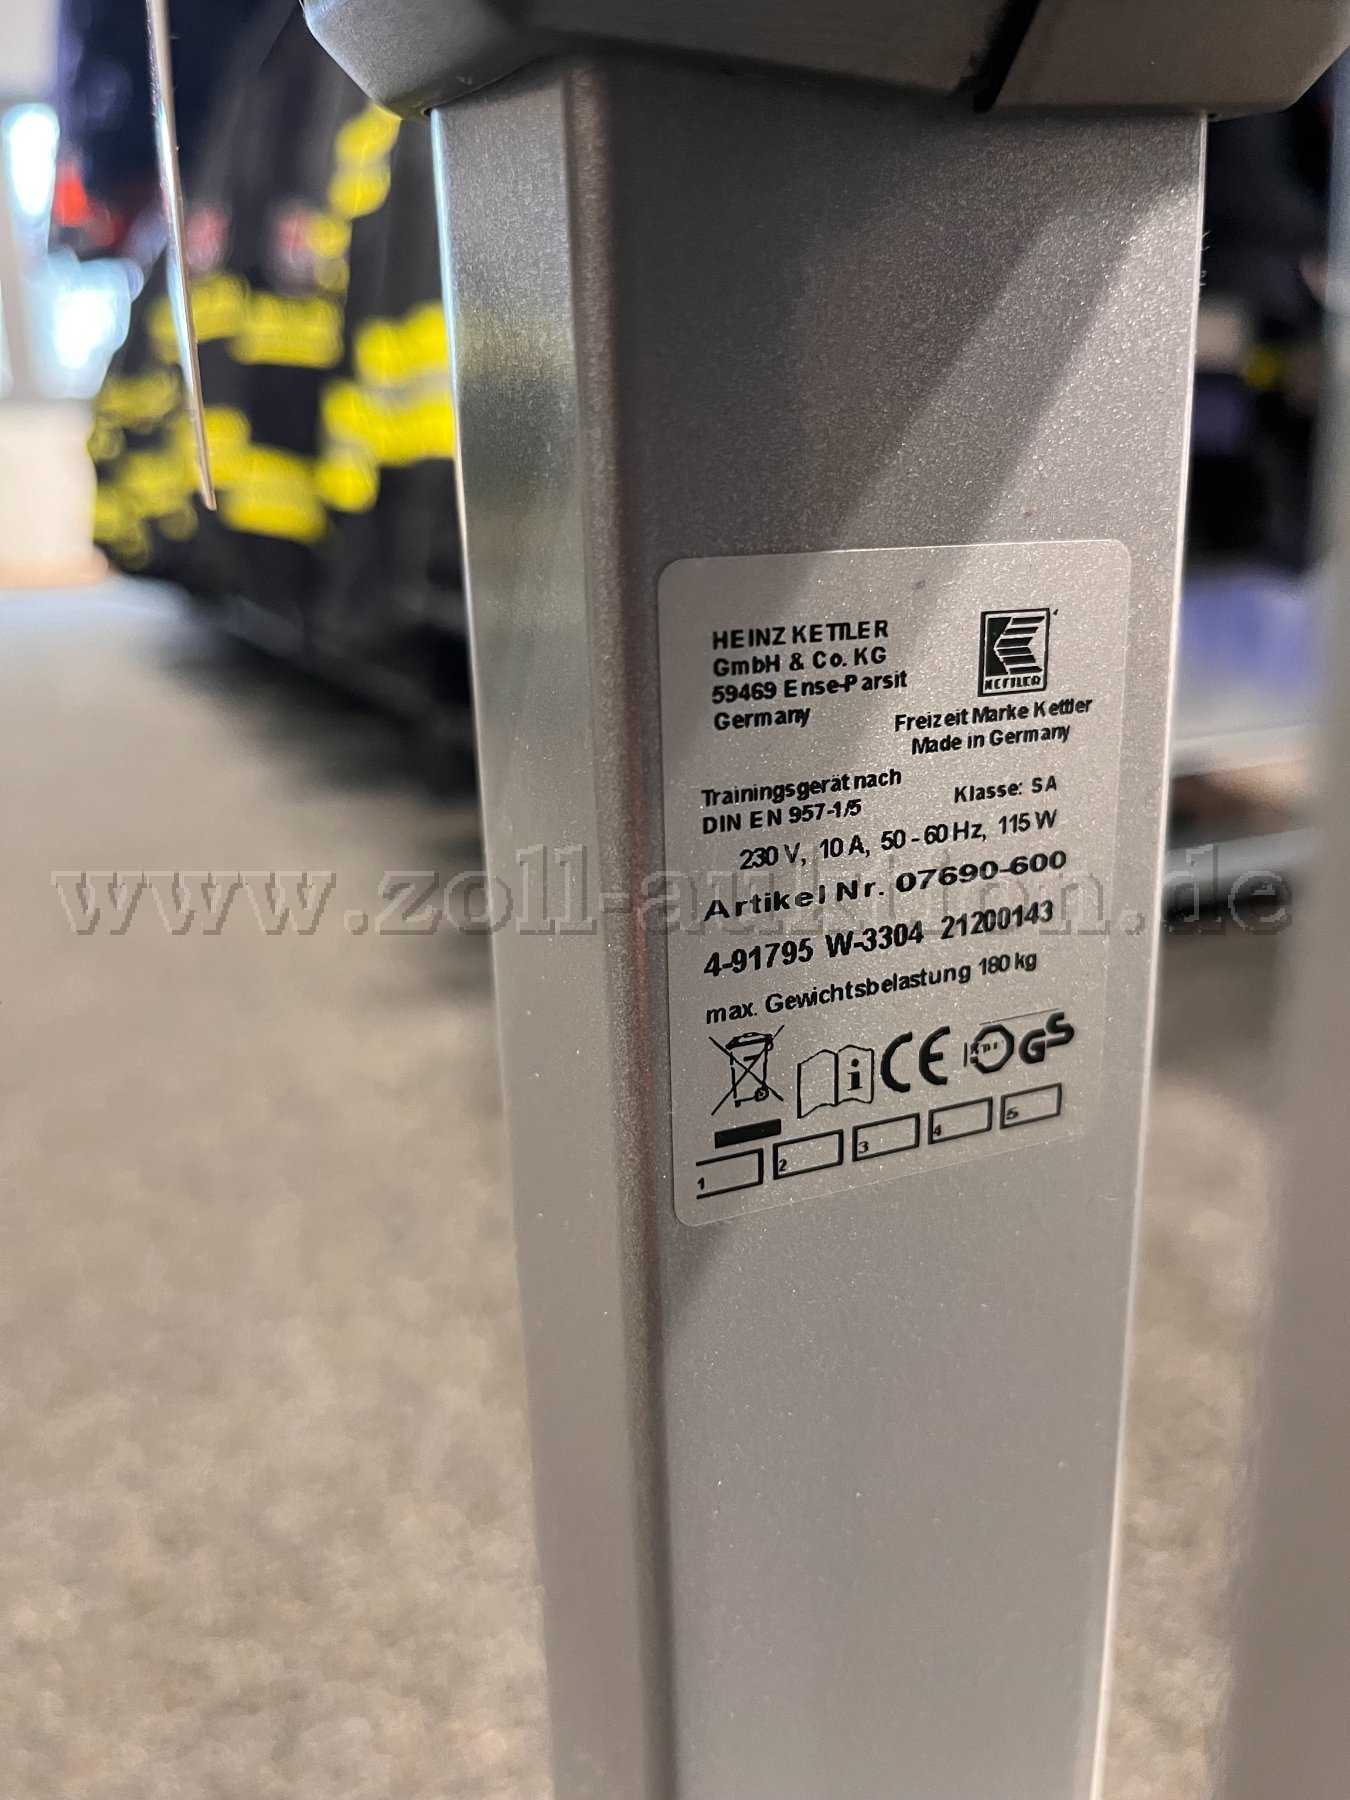 HEINZ KETTLER
GmbH & Co. KG
59469 Ense-Parsit
Germany
KETTLER
Freizeit Marke Kettler
Made in Germany
Trainingsgerät nach
DIN EN 957-1/5
Klasse: SA
230 V, 10 A, 50 - 60 Hz, 115 W
Artikel Nr. 07690-600
www.zoll-auktion.de
4-91795 W-3304 21200143
max. Gewichtsbelastung 180 kg
i CE GS
1 2 3 4 5